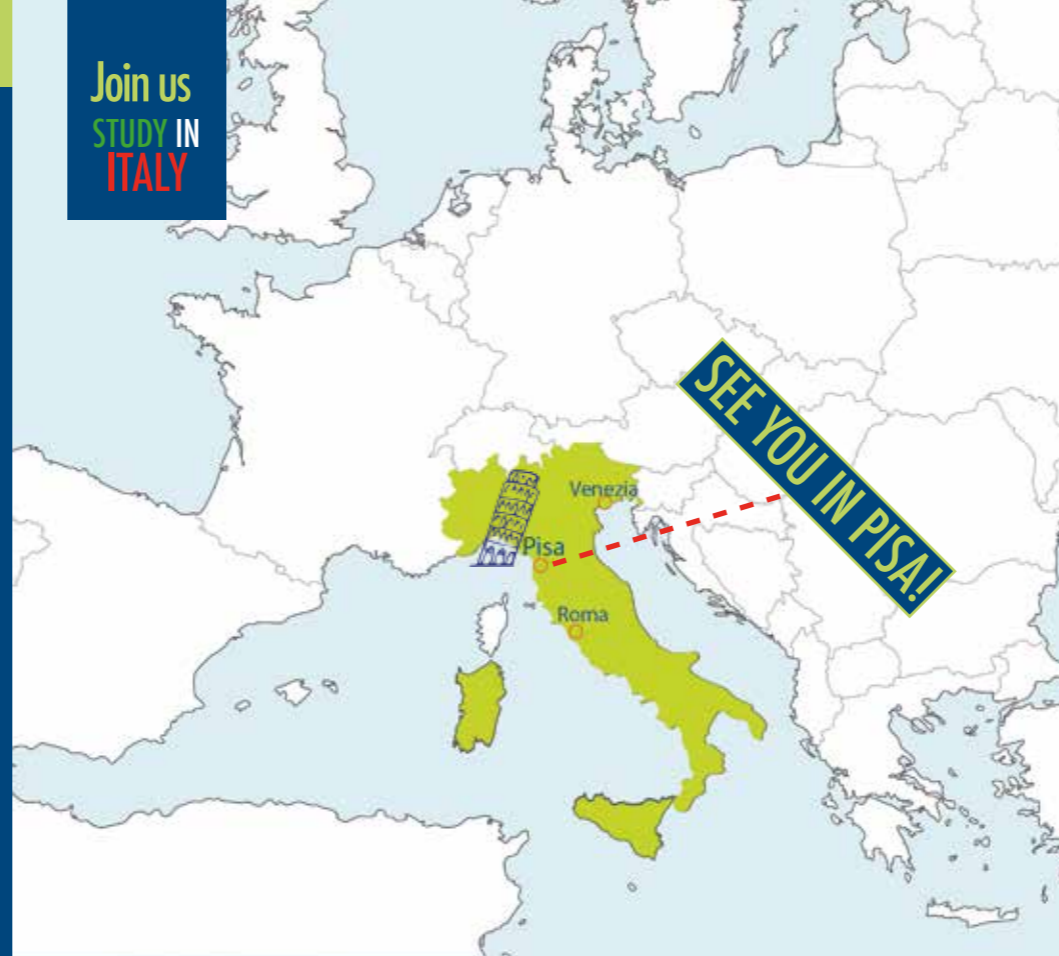 Join us
STUDY IN
ITALY
SEE YOU IN PISA!
Venezia
Pisa
Roma